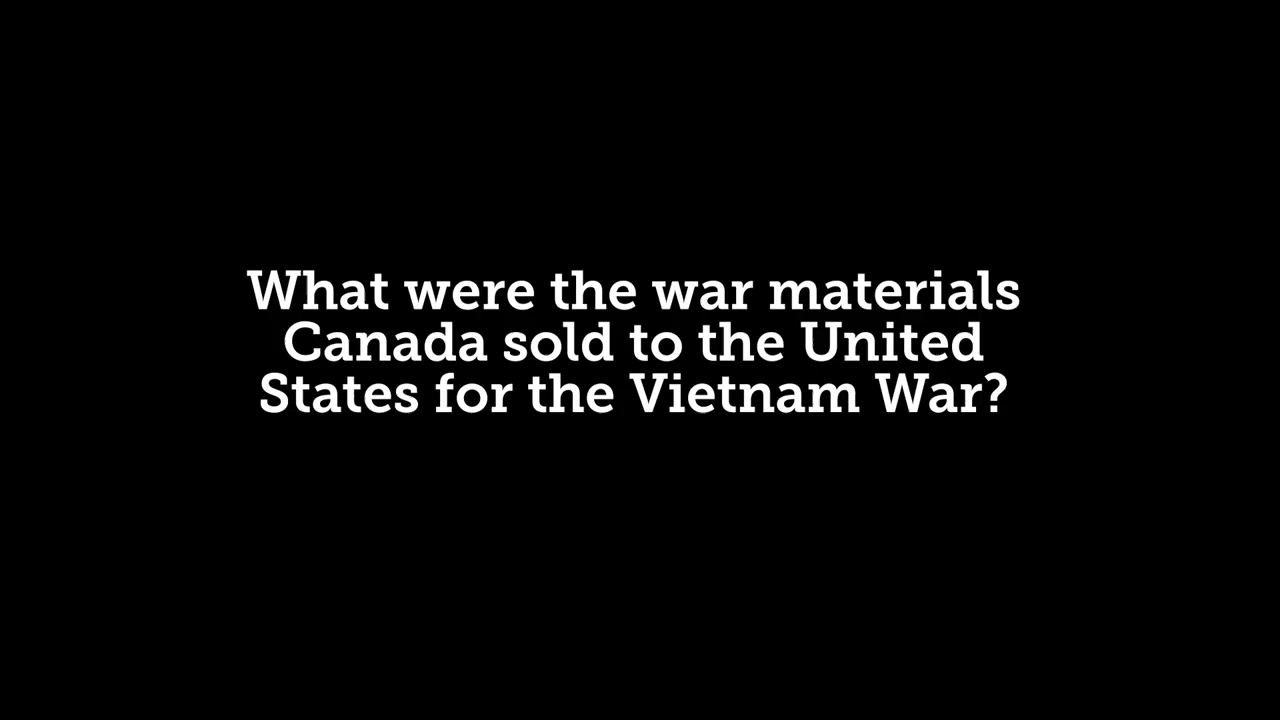 What were the war materials
Canada sold to the United
States for the Vietnam War?